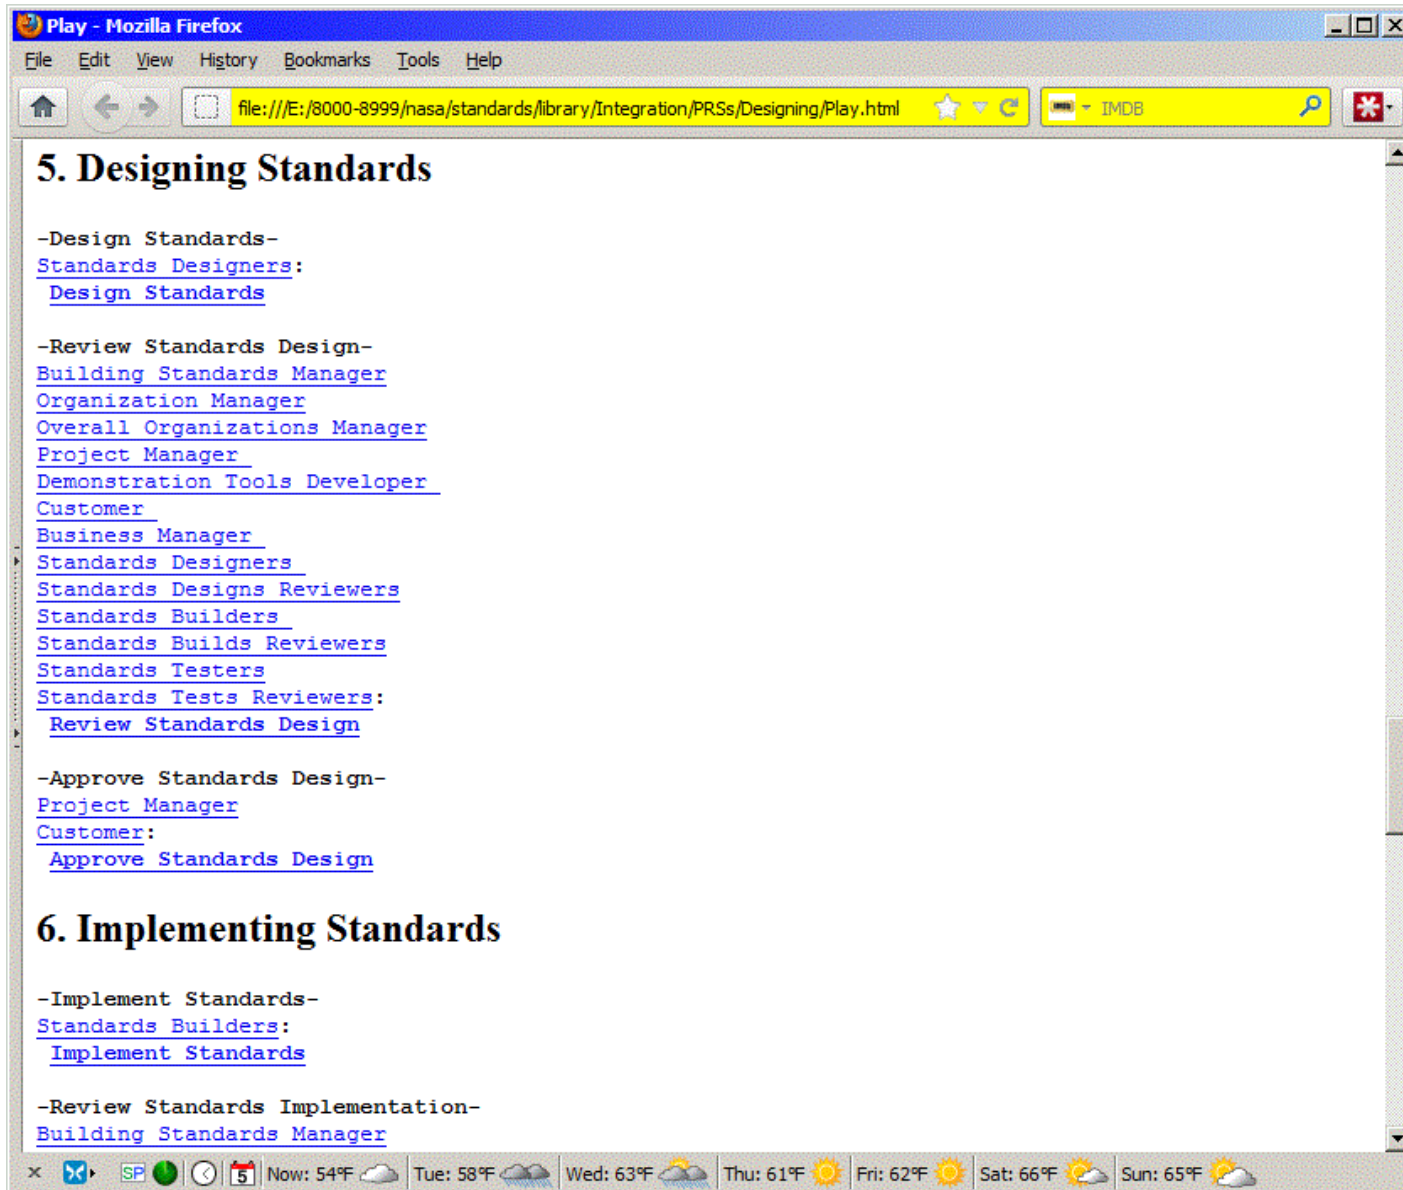 Play - Mozilla Firefox
File Edit View History Bookmarks Tools Help
file:///E:/8000-8999/nasa/standards/library/Integration/PRSs/Designing/Play.html IMDB
5. Designing Standards
-Design Standards-
Standards Designers:
Design Standards
-Review Standards Design-
Building Standards Manager
Organization Manager
Overall Organizations Manager
Project Manager
Demonstration Tools Developer
Customer
Business Manager
Standards Designers
Standards Designs Reviewers
Standards Builders
Standards Builds Reviewers
Standards Testers
Standards Tests Reviewers:
Review Standards Design
-Approve Standards Design-
Project Manager
Customer:
Approve Standards Design
6. Implementing Standards
-Implement Standards-
Standards Builders:
Implement Standards
-Review Standards Implementation-
Building Standards Manager
SP 5 Now: 54°F Tue: 58°F Wed: 63°F Thu: 61°F Fri: 62°F Sat: 66°F Sun: 65°F